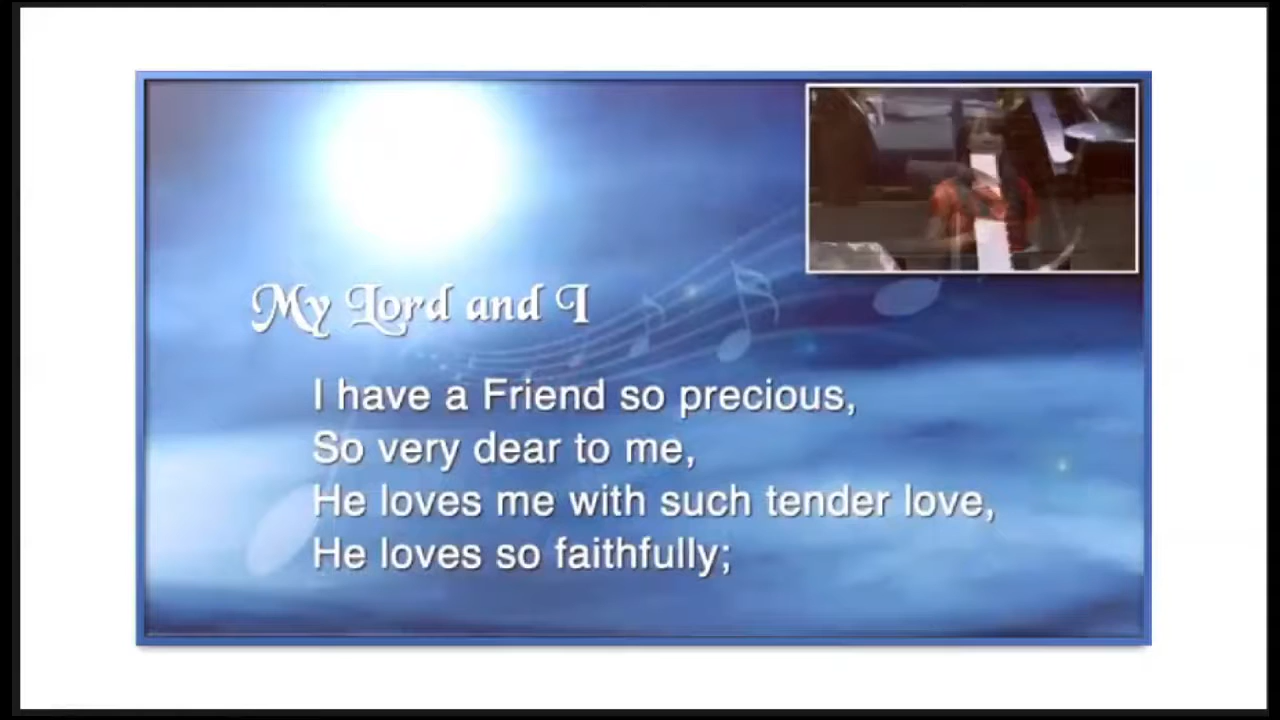 My Lord and I
I have a Friend so precious,
So very dear to me,
He loves me with such tender love,
He loves so faithfully;